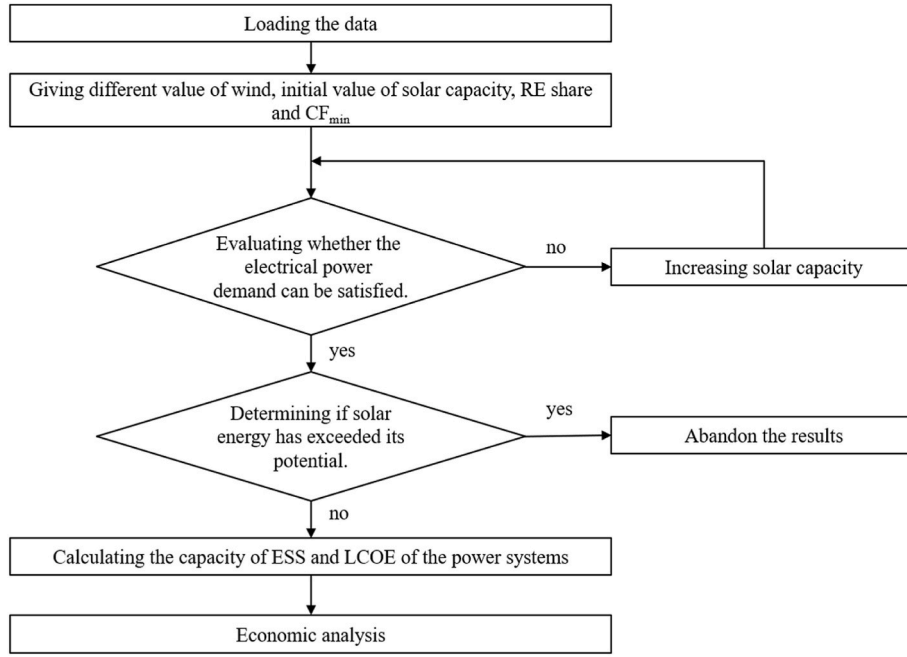 Loading the data
Giving different value of wind, initial value of solar capacity, RE share
and CFmin
Evaluating whether the
electrical power
demand can be satisfied.
no
Increasing solar capacity
yes
Determining if solar
energy has exceeded its
potential.
yes
Abandon the results
no
Calculating the capacity of ESS and LCOE of the power systems
Economic analysis